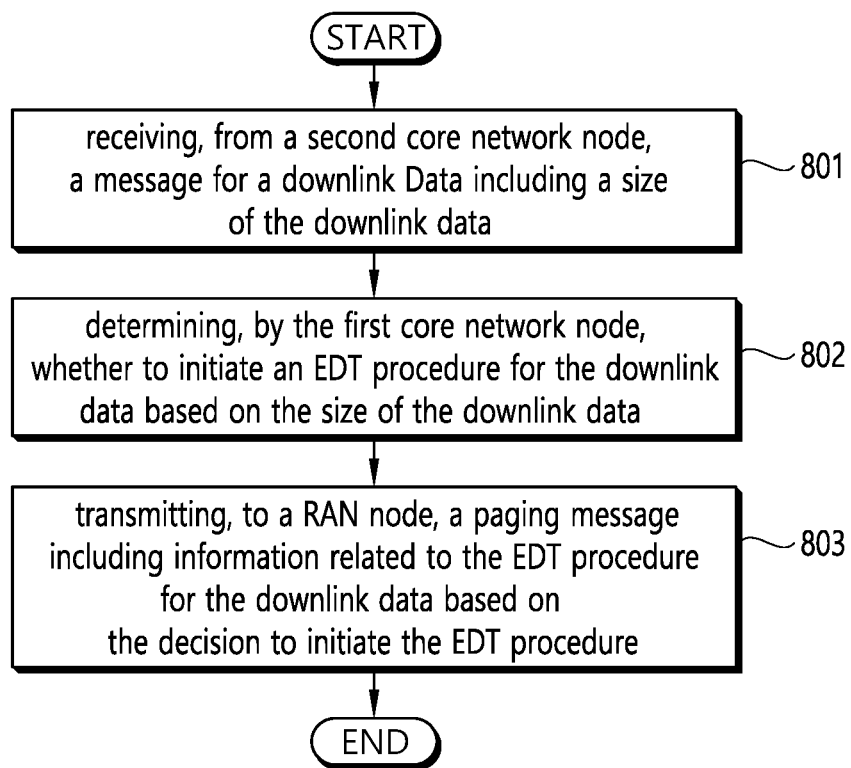 START
receiving, from a second core network node,
a message for a downlink Data including a size
of the downlink data
801
determining, by the first core network node,
whether to initiate an EDT procedure for the downlink
data based on the size of the downlink data
802
transmitting, to a RAN node, a paging message
including information related to the EDT procedure
for the downlink data based on
the decision to initiate the EDT procedure
803
END